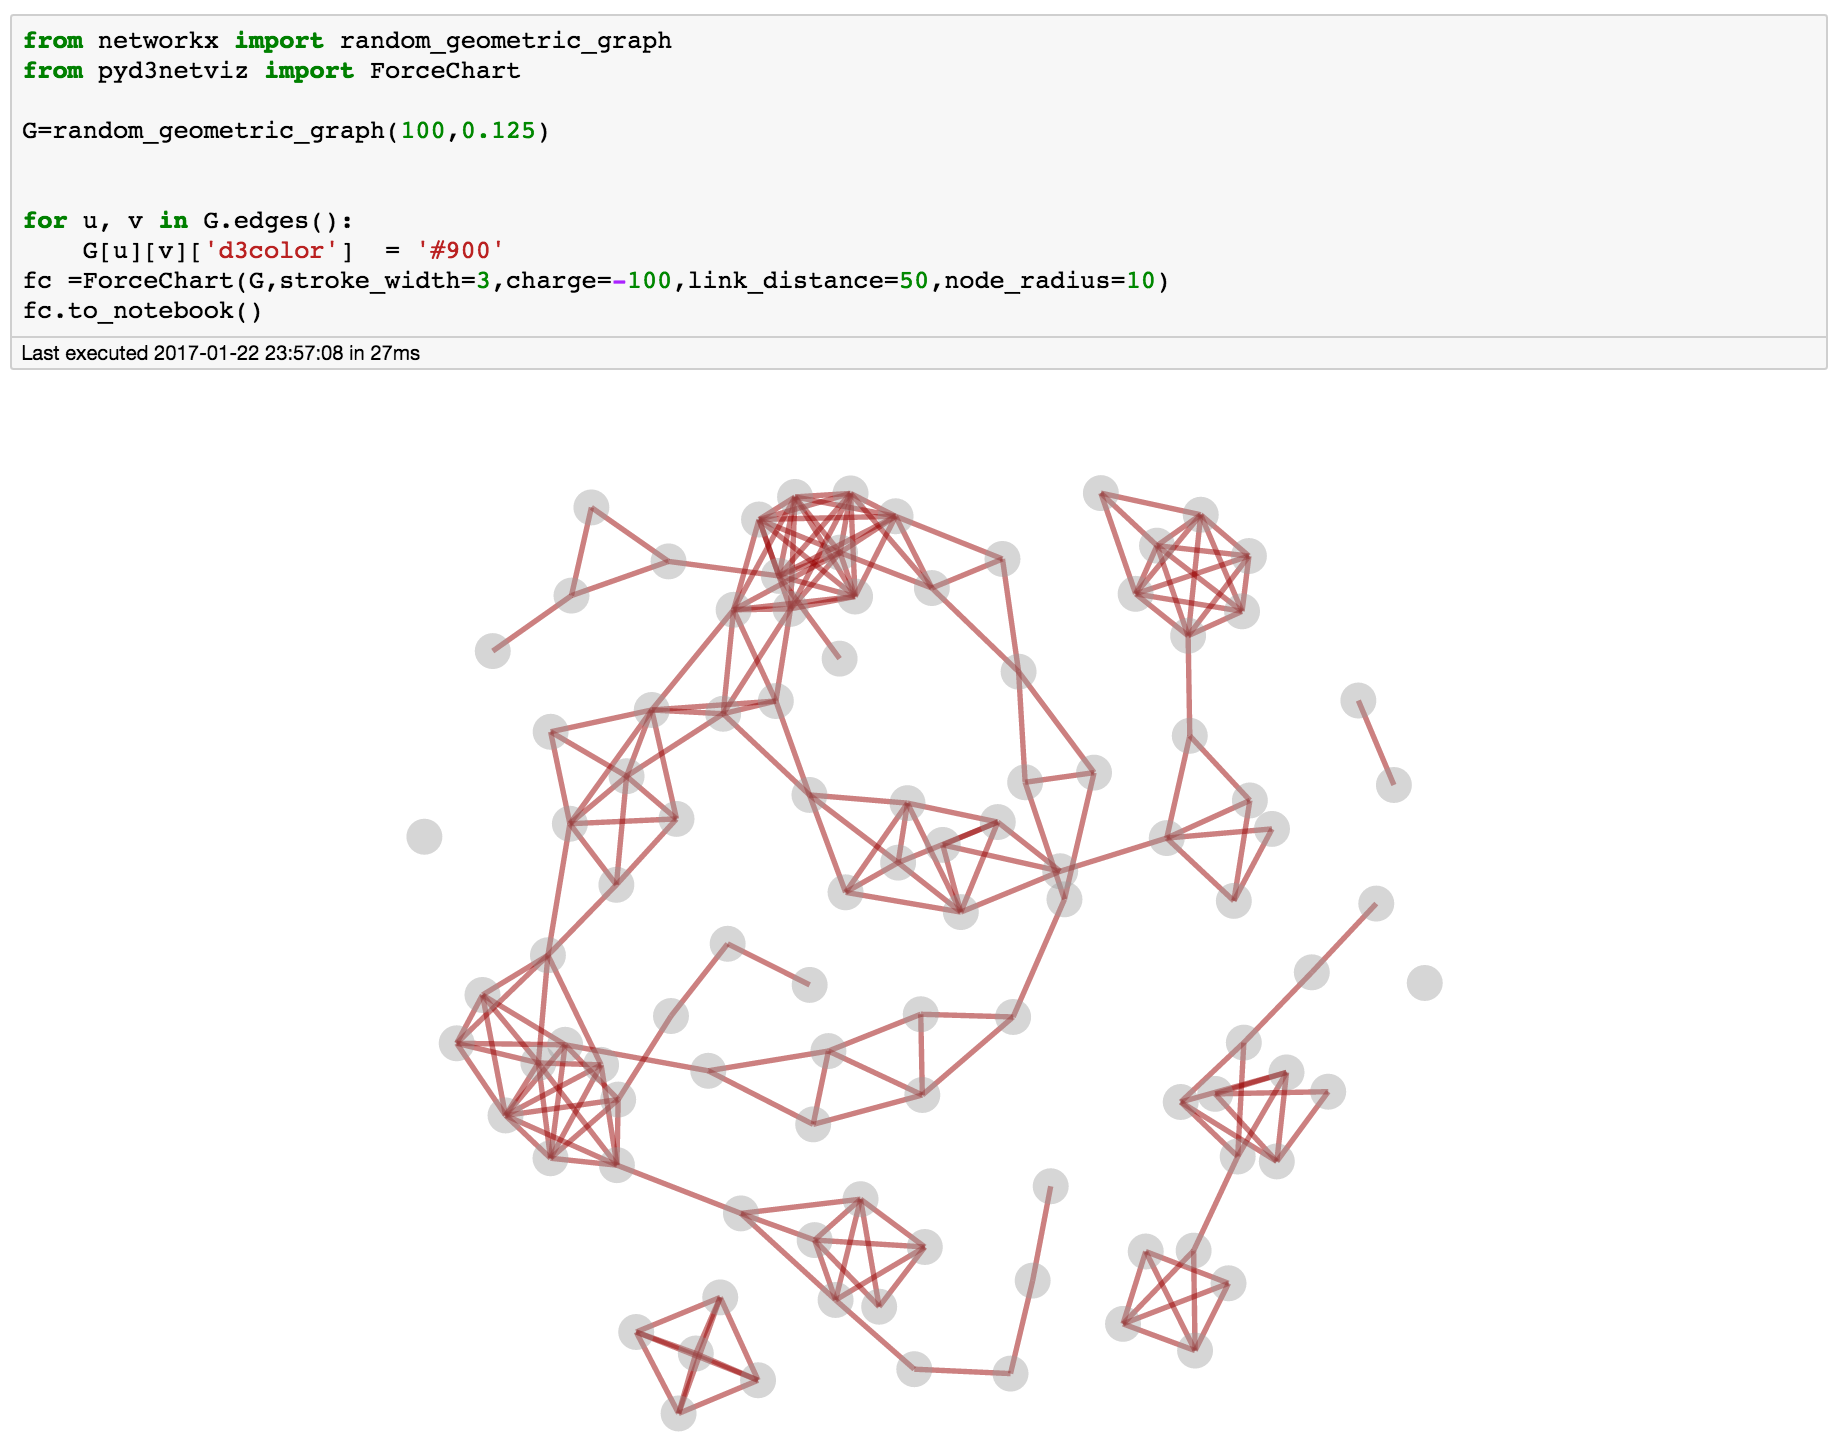 from networkx import random_geometric_graph
from pyd3netviz import ForceChart
G=random_geometric_graph(100,0.125)
for u, v in G.edges():
    G[u][v]['d3color']  = '#900'
fc =ForceChart(G,stroke_width=3,charge=-100,link_distance=50,node_radius=10)
fc.to_notebook()
Last executed 2017-01-22 23:57:08 in 27ms